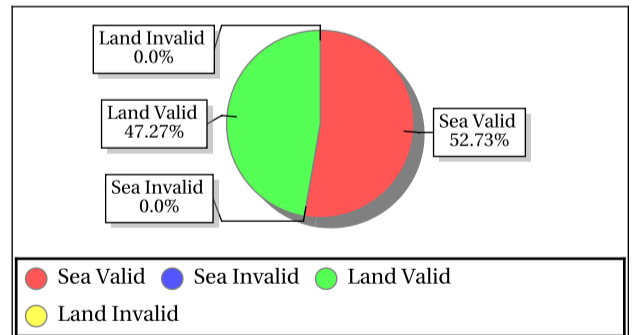 Land Invalid
0.0%
Land Valid
47.27%
Sea Valid
52.73%
Sea Invalid
0.0%
Sea Valid Sea Invalid Land Valid
Land Invalid